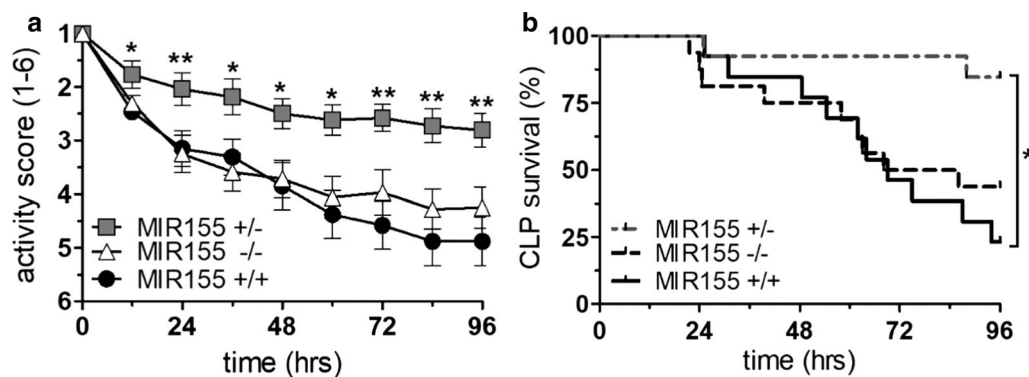 a
activity score (1-6)
1
2
3
4
5
6
* ** * * * ** ** **
MIR155 +/-
MIR155 -/-
MIR155 +/+
0 24 48 72 96
time (hrs)
b
CLP survival (%)
100
75
50
25
0
*
MIR155 +/-
MIR155 -/-
MIR155 +/+
0 24 48 72 96
time (hrs)